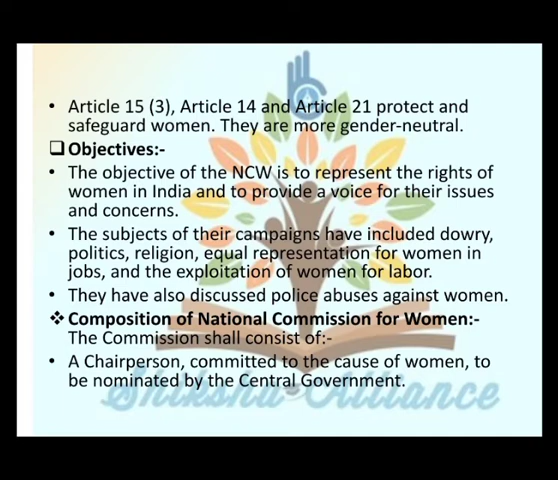 • Article 15 (3), Article 14 and Article 21 protect and
safeguard women. They are more gender-neutral.
❑ Objectives:-
• The objective of the NCW is to represent the rights of
women in India and to provide a voice for their issues
and concerns.
• The subjects of their campaigns have included dowry,
politics, religion, equal representation for women in
jobs, and the exploitation of women for labor.
• They have also discussed police abuses against women.
❖ Composition of National Commission for Women:-
The Commission shall consist of:-
• A Chairperson, committed to the cause of women, to
be nominated by the Central Government.
Shiksha Alliance